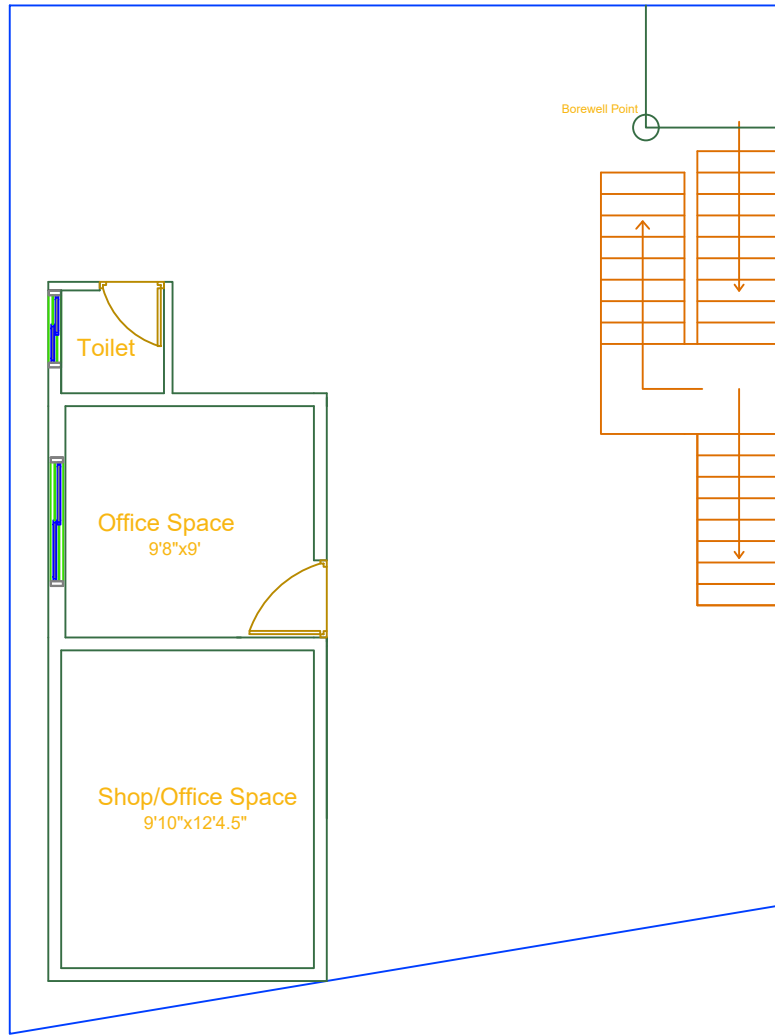 Borewell Point
Toilet
Office Space
9'8"x9'
Shop/Office Space
9'10"x12'4.5"